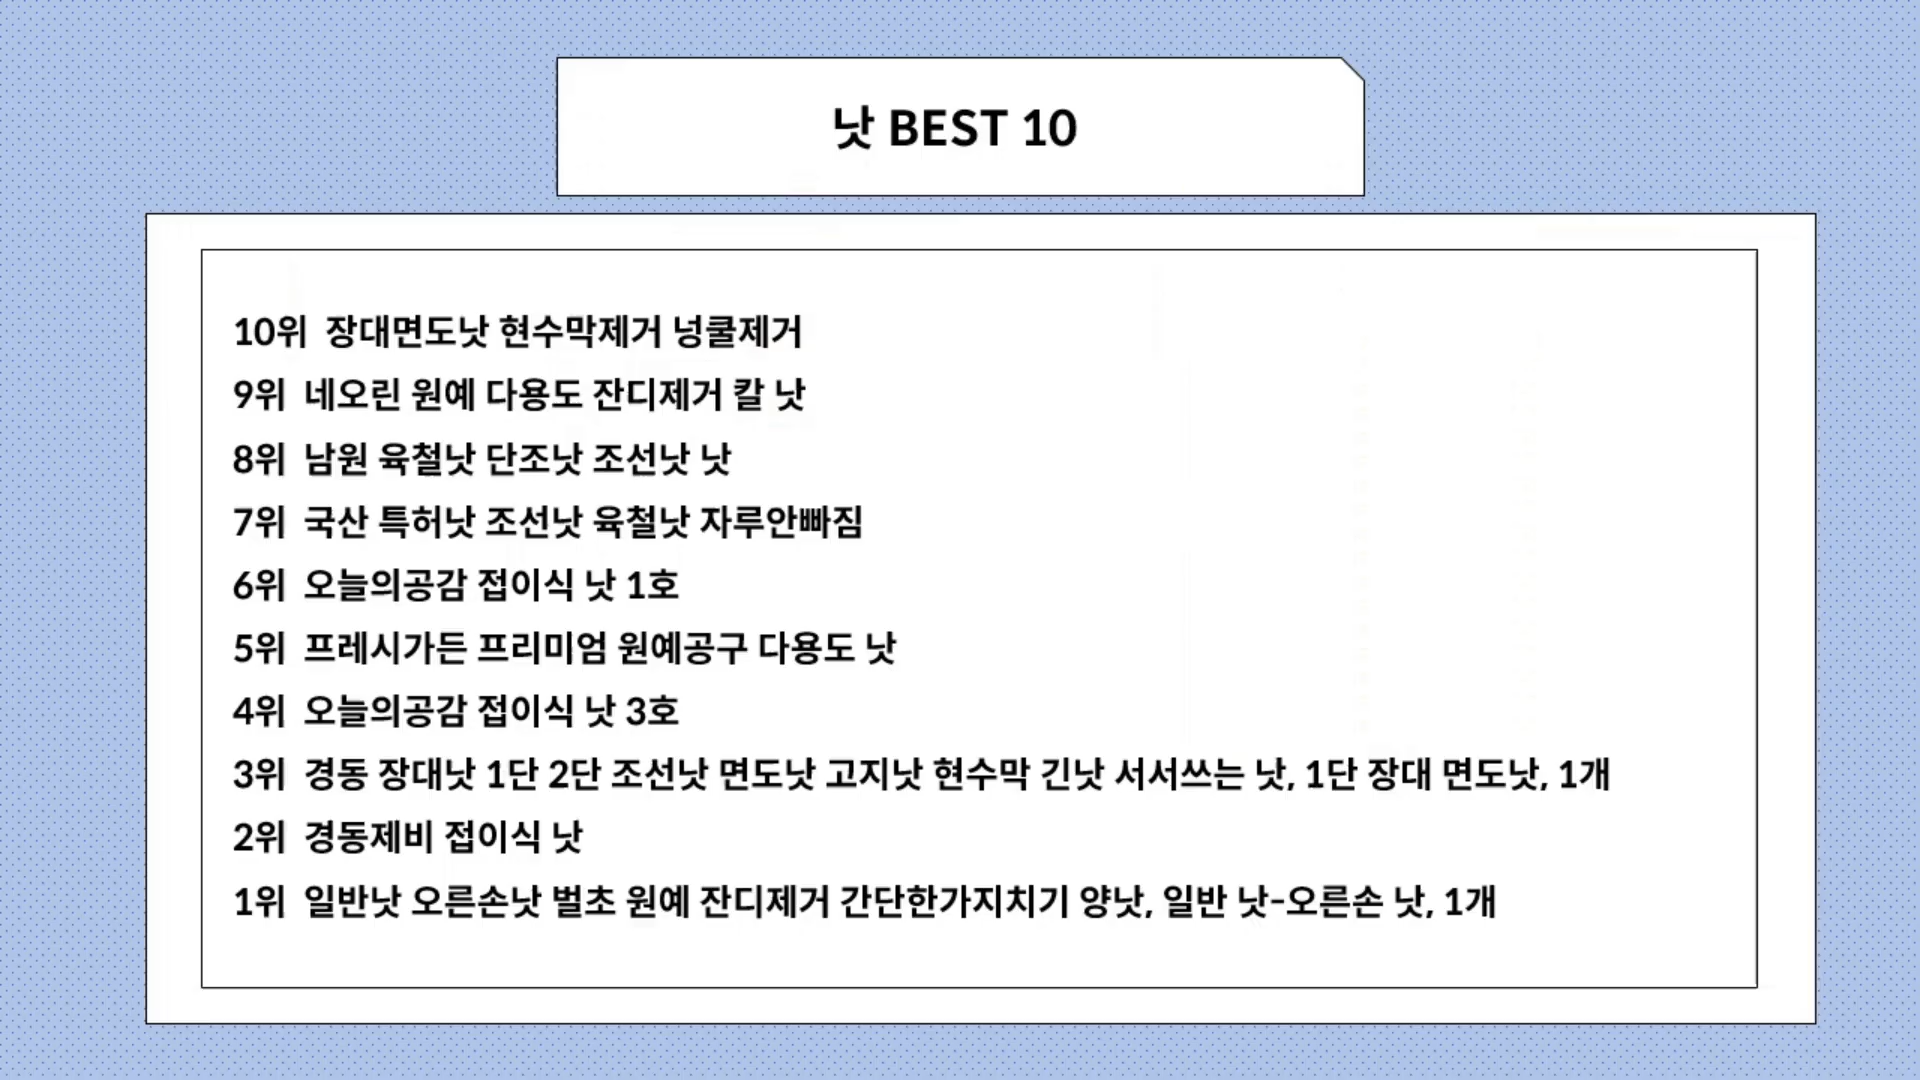 낫 BEST 10
10위 장대면도낫 현수막제거 넝쿨제거
9위 네오린 원예 다용도 잔디제거 칼 낫
8위 남원 육철낫 단조낫 조선낫 낫
7위 국산 특허낫 조선낫 육철낫 자루안빠짐
6위 오늘의공감 접이식 낫 1호
5위 프레시가든 프리미엄 원예공구 다용도 낫
4위 오늘의공감 접이식 낫 3호
3위 경동 장대낫 1단 2단 조선낫 면도낫 고지낫 현수막 긴낫 서서쓰는 낫, 1단 장대 면도낫, 1개
2위 경동제비 접이식 낫
1위 일반낫 오른손낫 벌초 원예 잔디제거 간단한가지치기 양낫, 일반 낫-오른손 낫, 1개